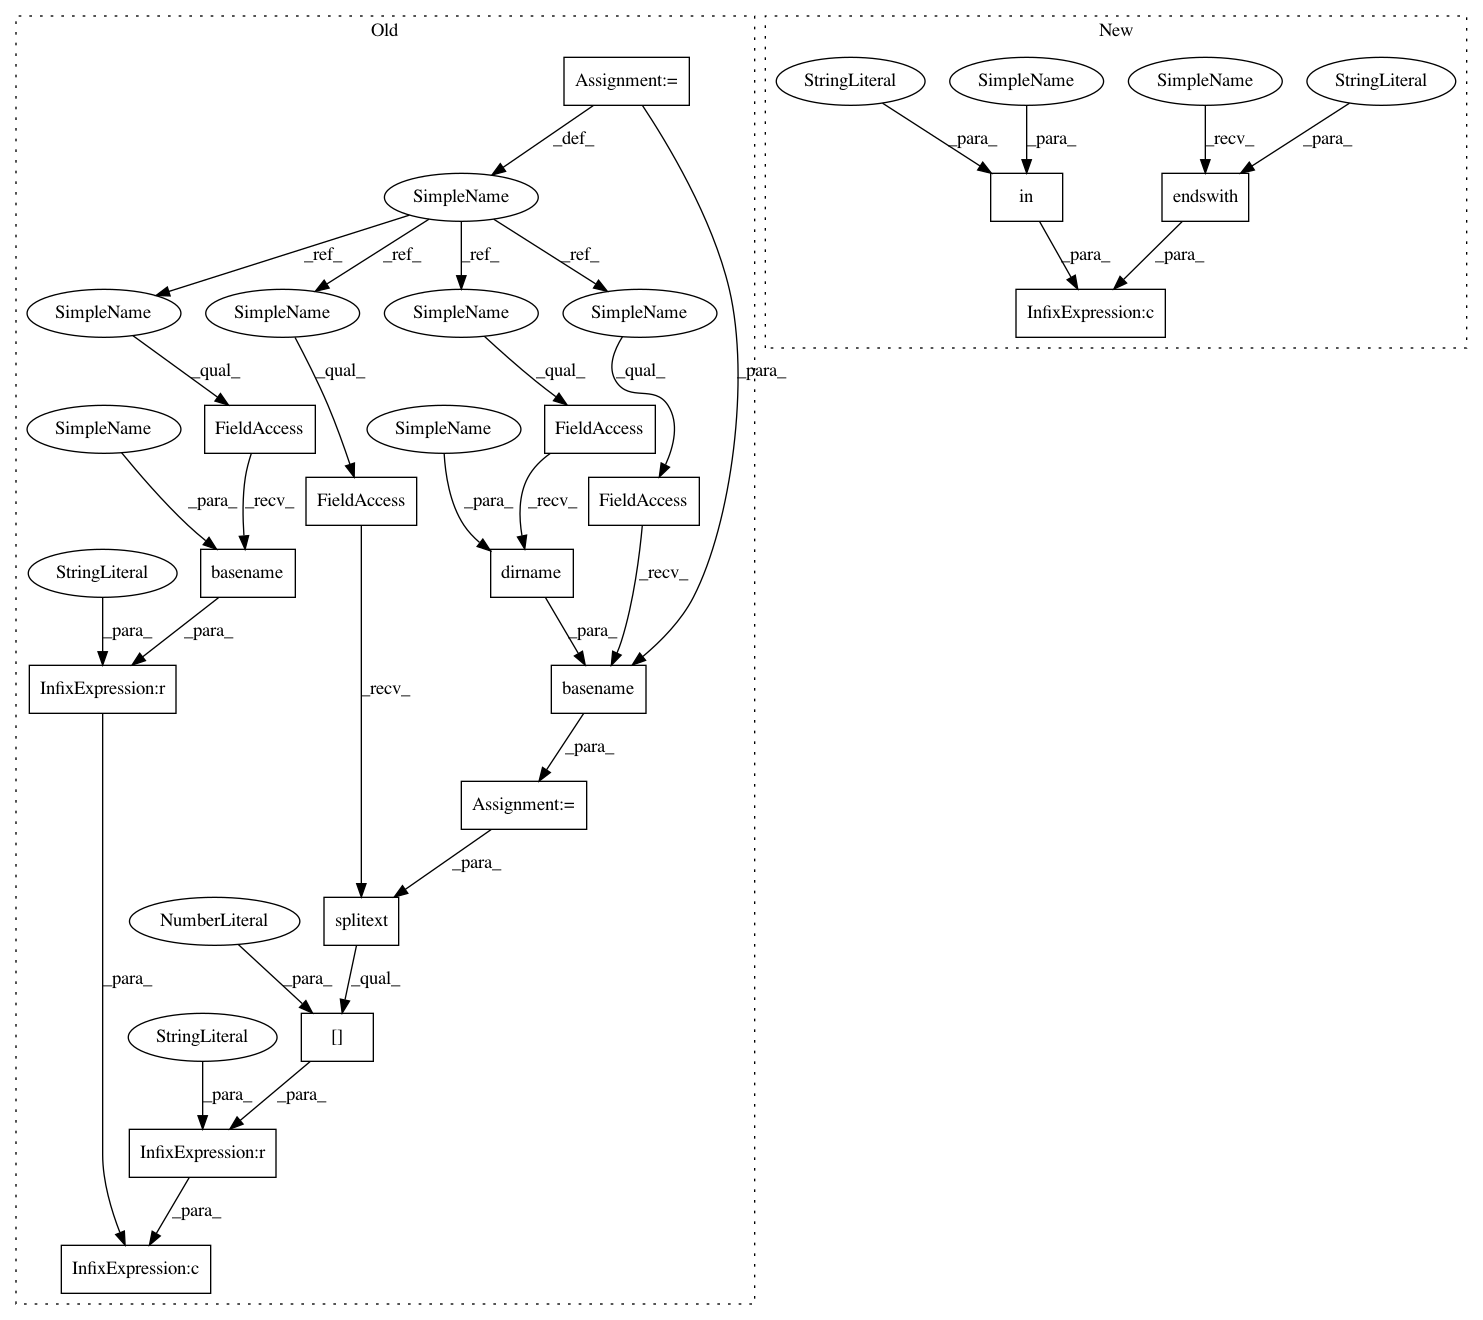 Old
New
Assignment:=
StringLiteral
SimpleName
SimpleName
StringLiteral
_def_
_para_
_para_
_recv_
_para_
SimpleName
in
endswith
_ref_
_ref_
_ref_
_ref_
_para_
_para_
SimpleName
SimpleName
SimpleName
SimpleName
InfixExpression:c
_qual_
_qual_
_qual_
_qual_
_para_
SimpleName
FieldAccess
SimpleName
FieldAccess
_para_
_recv_
FieldAccess
_para_
_recv_
FieldAccess
StringLiteral
basename
dirname
_recv_
_para_
_para_
_para_
InfixExpression:r
_recv_
basename
_para_
Assignment:=
_para_
NumberLiteral
splitext
_para_
_para_
_qual_
StringLiteral
[]
_para_
_para_
InfixExpression:r
_para_
InfixExpression:c